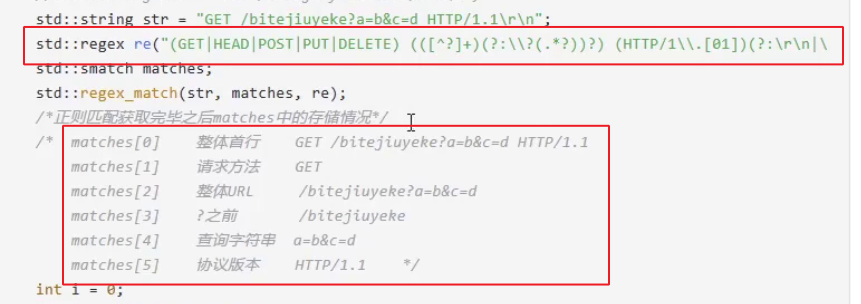 std::string str = "GET /bitejiuyeke?a=b&c=d HTTP/1.1\r\n";
std::regex re("(GET|HEAD|POST|PUT|DELETE) (([^?]+)(?:\\?(.*?))?) (HTTP/1\\.[01])(?:\r\n|\
std::smatch matches;
std::regex_match(str, matches, re);
/*正则匹配获取完毕之后matches中的存储情况*/
/* matches[0] 整体首行 GET /bitejiuyeke?a=b&c=d HTTP/1.1
matches[1] 请求方法 GET
matches[2] 整体URL /bitejiuyeke?a=b&c=d
matches[3] ?之前 /bitejiuyeke
matches[4] 查询字符串 a=b&c=d
matches[5] 协议版本 HTTP/1.1 */
int i = 0;